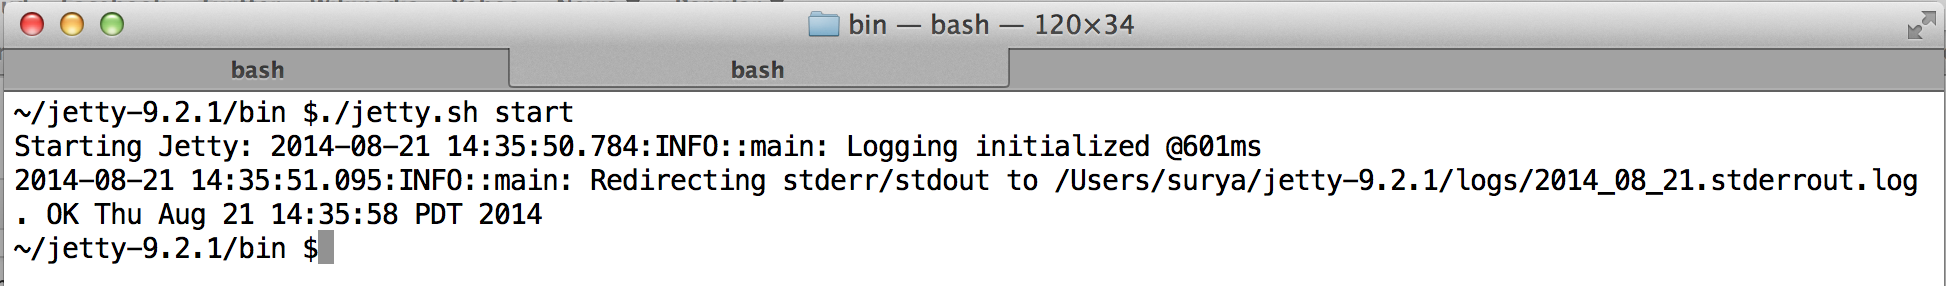 bin — bash — 120×34
bash
bash
~/jetty-9.2.1/bin $./jetty.sh start
Starting Jetty: 2014-08-21 14:35:50.784:INFO::main: Logging initialized @601ms
2014-08-21 14:35:51.095:INFO::main: Redirecting stderr/stdout to /Users/surya/jetty-9.2.1/logs/2014_08_21.stderrout.log
. OK Thu Aug 21 14:35:58 PDT 2014
~/jetty-9.2.1/bin $